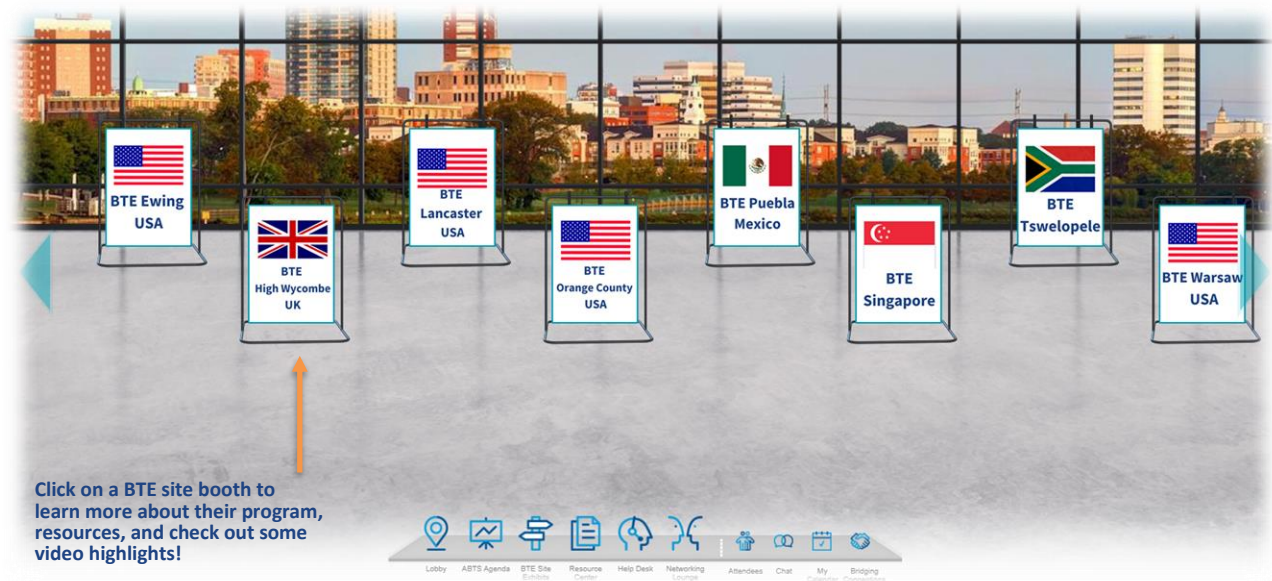 BTE Ewing
USA
BTE
High Wycombe
UK
BTE
Lancaster
USA
BTE
Orange County
USA
BTE Puebla
Mexico
BTE
Singapore
BTE
Tswelopele
BTE Warsaw
USA
Click on a BTE site booth to
learn more about their program,
resources, and check out some
video highlights!
Lobby
ABTS Agenda
BTE Site
Exhibits
Resource
Center
Help Desk
Networking
Lounge
Attendees
Chat
My
Calendar
Bridging
Connections